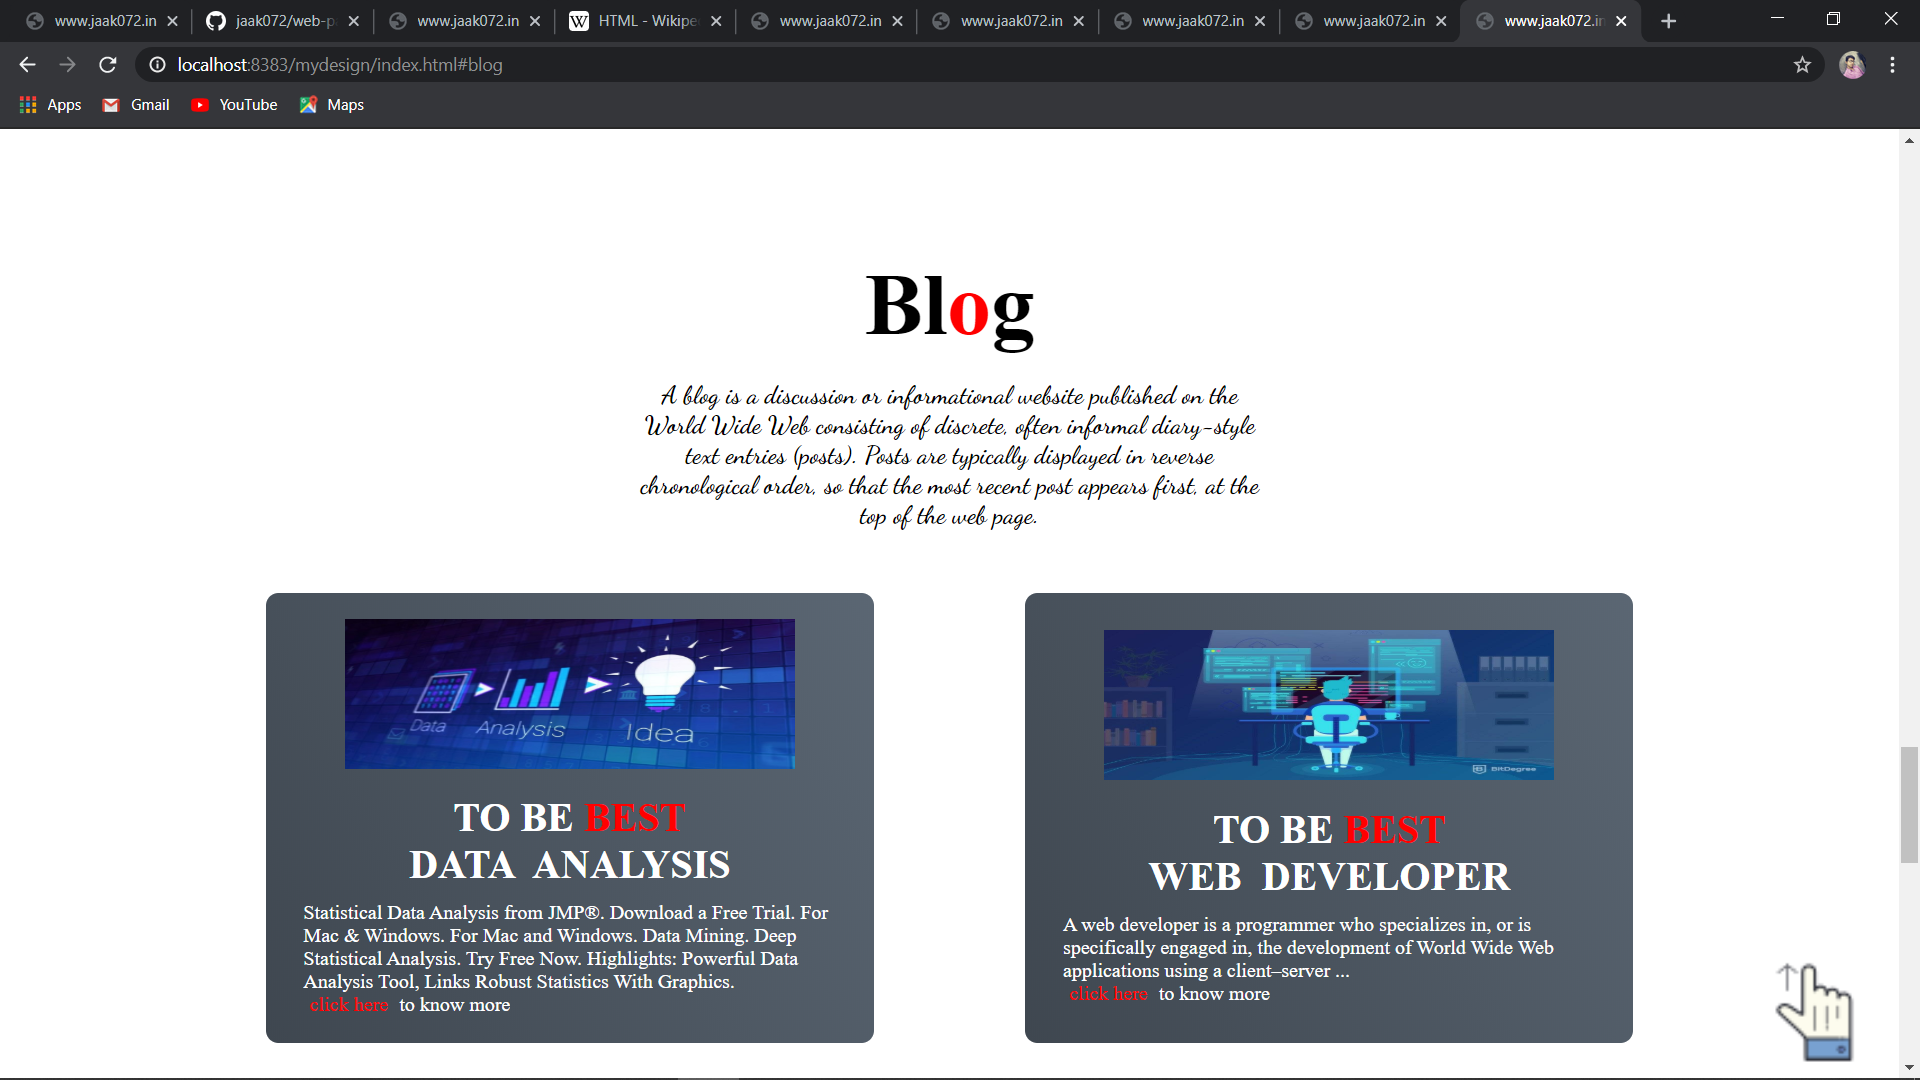 www.jaak072.in
jaak072/web-p
www.jaak072.in
W HTML - Wikipe
www.jaak072.in
www.jaak072.in
www.jaak072.in
www.jaak072.in
www.jaak072.in
localhost:8383/mydesign/index.html#blog
Apps Gmail YouTube Maps
Blog
A blog is a discussion or informational website published on the
World Wide Web consisting of discrete, often informal diary-style
text entries (posts). Posts are typically displayed in reverse
chronological order, so that the most recent post appears first, at the
top of the web page.
Data Analysis Idea
TO BE BEST
DATA ANALYSIS
Statistical Data Analysis from JMP®. Download a Free Trial. For
Mac & Windows. For Mac and Windows. Data Mining. Deep
Statistical Analysis. Try Free Now. Highlights: Powerful Data
Analysis Tool, Links Robust Statistics With Graphics.
click here to know more
BitDegree
TO BE BEST
WEB DEVELOPER
A web developer is a programmer who specializes in, or is
specifically engaged in, the development of World Wide Web
applications using a client–server ...
click here to know more